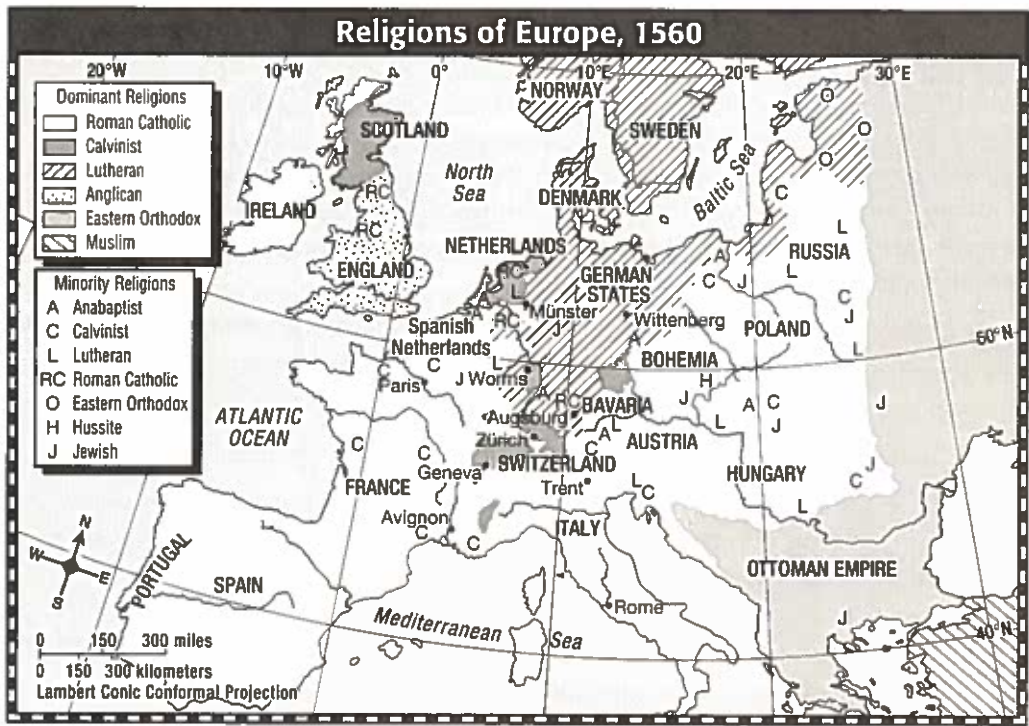 Religions of Europe, 1560
20°W
10°W
0°
10°E
20°E
30°E
Dominant Religions
Roman Catholic
Calvinist
Lutheran
Anglican
Eastern Orthodox
Muslim
Minority Religions
A Anabaptist
C Calvinist
L Lutheran
RC Roman Catholic
O Eastern Orthodox
H Hussite
J Jewish
NORWAY
SWEDEN
O
O
O
SCOTLAND
North
Sea
Baltic Sea
DENMARK
RC
C
IRELAND
RC
L
RUSSIA
NETHERLANDS
RC
A
ENGLAND
GERMAN
STATES
C
J
L
L
A
Münster
C
Spanish
Netherlands
RC
J
Wittenberg
POLAND
J
A
L
50°N
BOHEMIA
C
C
Paris
L
J Worms
H
A
RC
BAVARIA
J
A
C
J
ATLANTIC
OCEAN
Augsburg
L
L
J
Zürich
A
C
AUSTRIA
C
C
Geneva
SWITZERLAND
HUNGARY
J
C
FRANCE
Trent
L
C
L
Avignon
C
C
ITALY
N
W
E
S
PORTUGAL
SPAIN
OTTOMAN EMPIRE
Rome
J
Mediterranean
Sea
40°N
0 150 300 miles
0 150 300 kilometers
Lambert Conic Conformal Projection